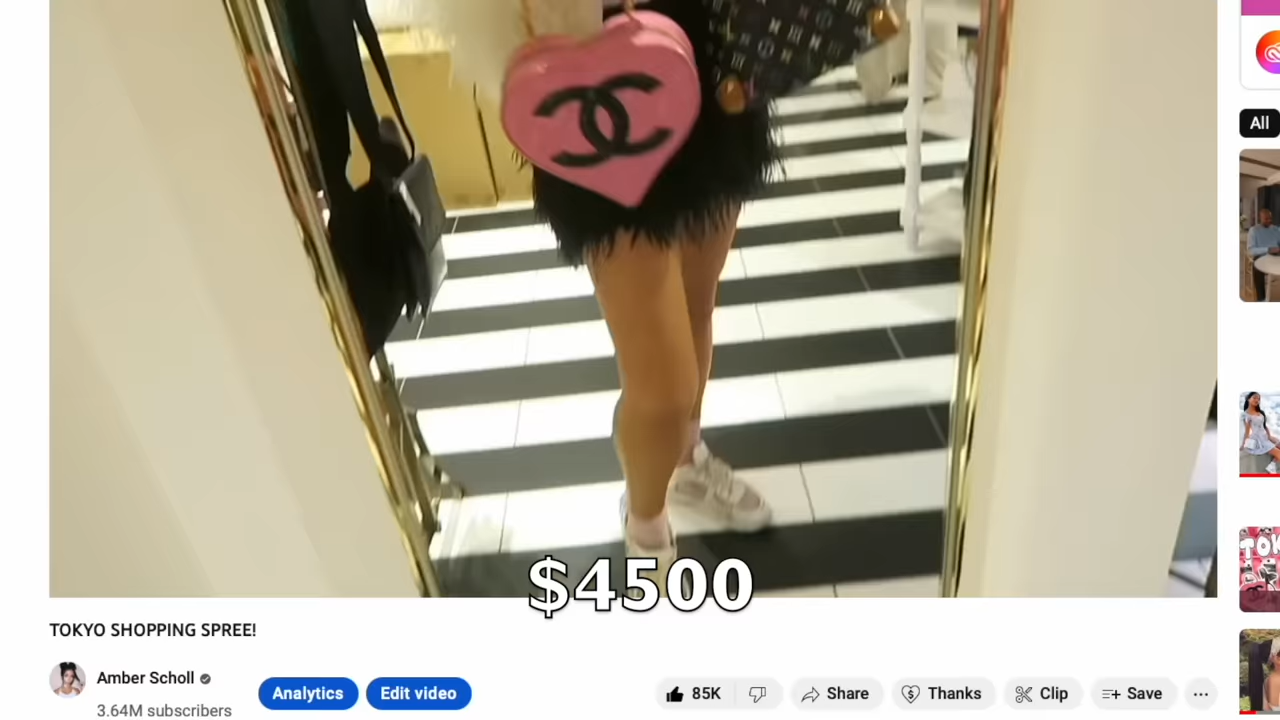 All
$4500
TOKYO SHOPPING SPREE!
Amber Scholl
3.64M subscribers
Analytics
Edit video
85K
Share
Thanks
Clip
Save
...